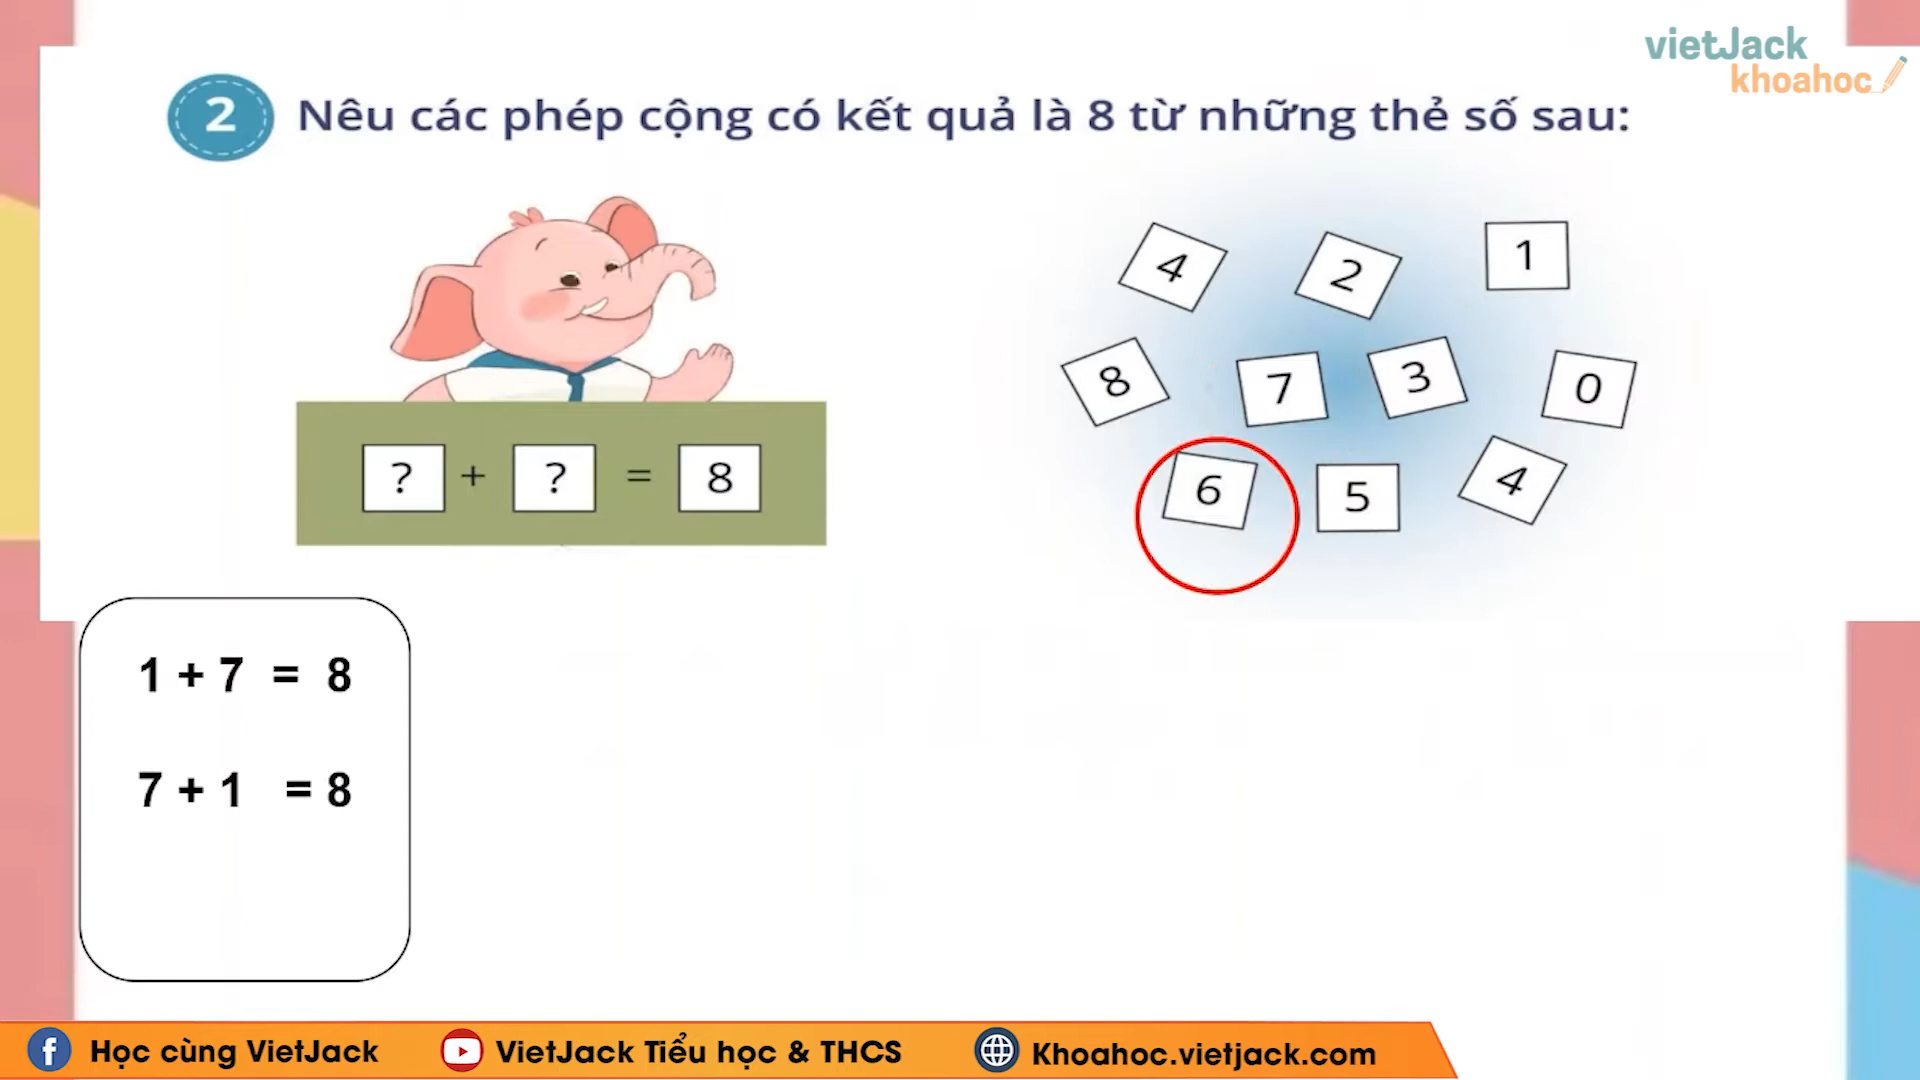 vietJack
khoahoc
2 Nêu các phép cộng có kết quả là 8 từ những thẻ số sau:
4 2 1
8 7 3 0
6 5 4
? + ? = 8
1 + 7 = 8
7 + 1 = 8
Học cùng VietJack
VietJack Tiểu học & THCS
Khoahoc.vietjack.com